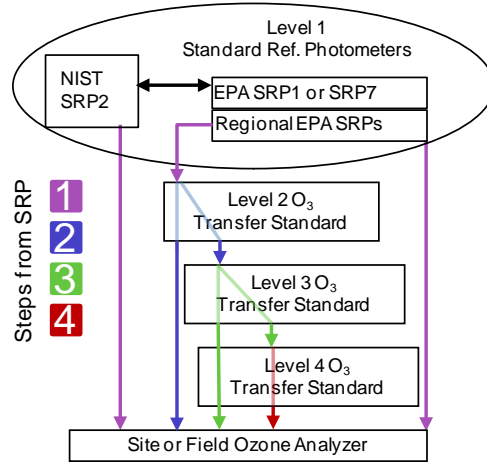 Level 1
Standard Ref. Photometers
NIST
SRP2
EPA SRP1 or SRP7
Regional EPA SRPs
Steps from SRP
1
2
3
4
Level 2 O₃
Transfer Standard
Level 3 O₃
Transfer Standard
Level 4 O₃
Transfer Standard
Site or Field Ozone Analyzer